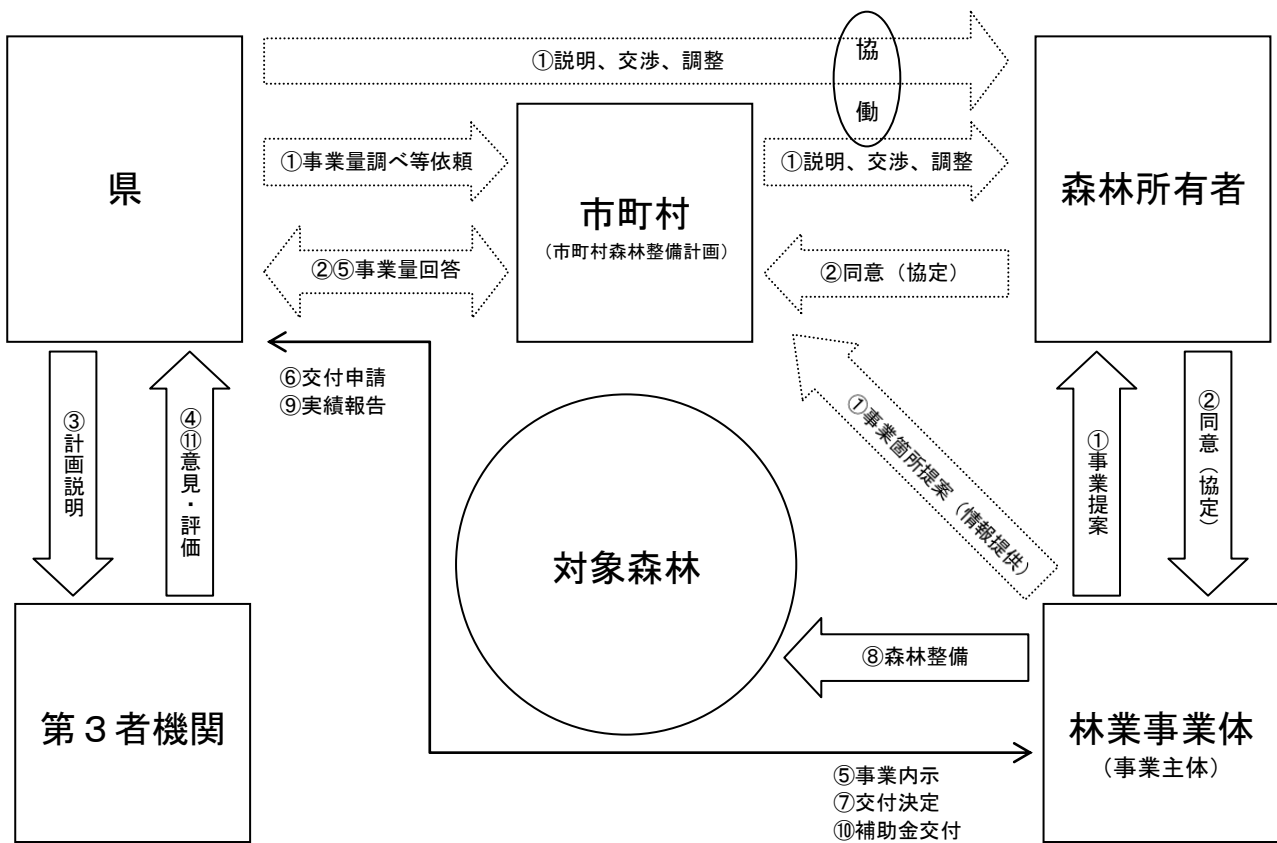 協
働
①説明、交渉、調整
県
①事業量調べ等依頼
②⑤事業量回答
市町村
(市町村森林整備計画)
①説明、交渉、調整
②同意（協定）
森林所有者
③計画説明
④⑪意見・評価
⑥交付申請
⑨実績報告
①事業箇所提案（情報提供）
①事業提案
②同意（協定）
対象森林
⑧森林整備
第３者機関
林業事業体
（事業主体）
⑤事業内示
⑦交付決定
⑩補助金交付